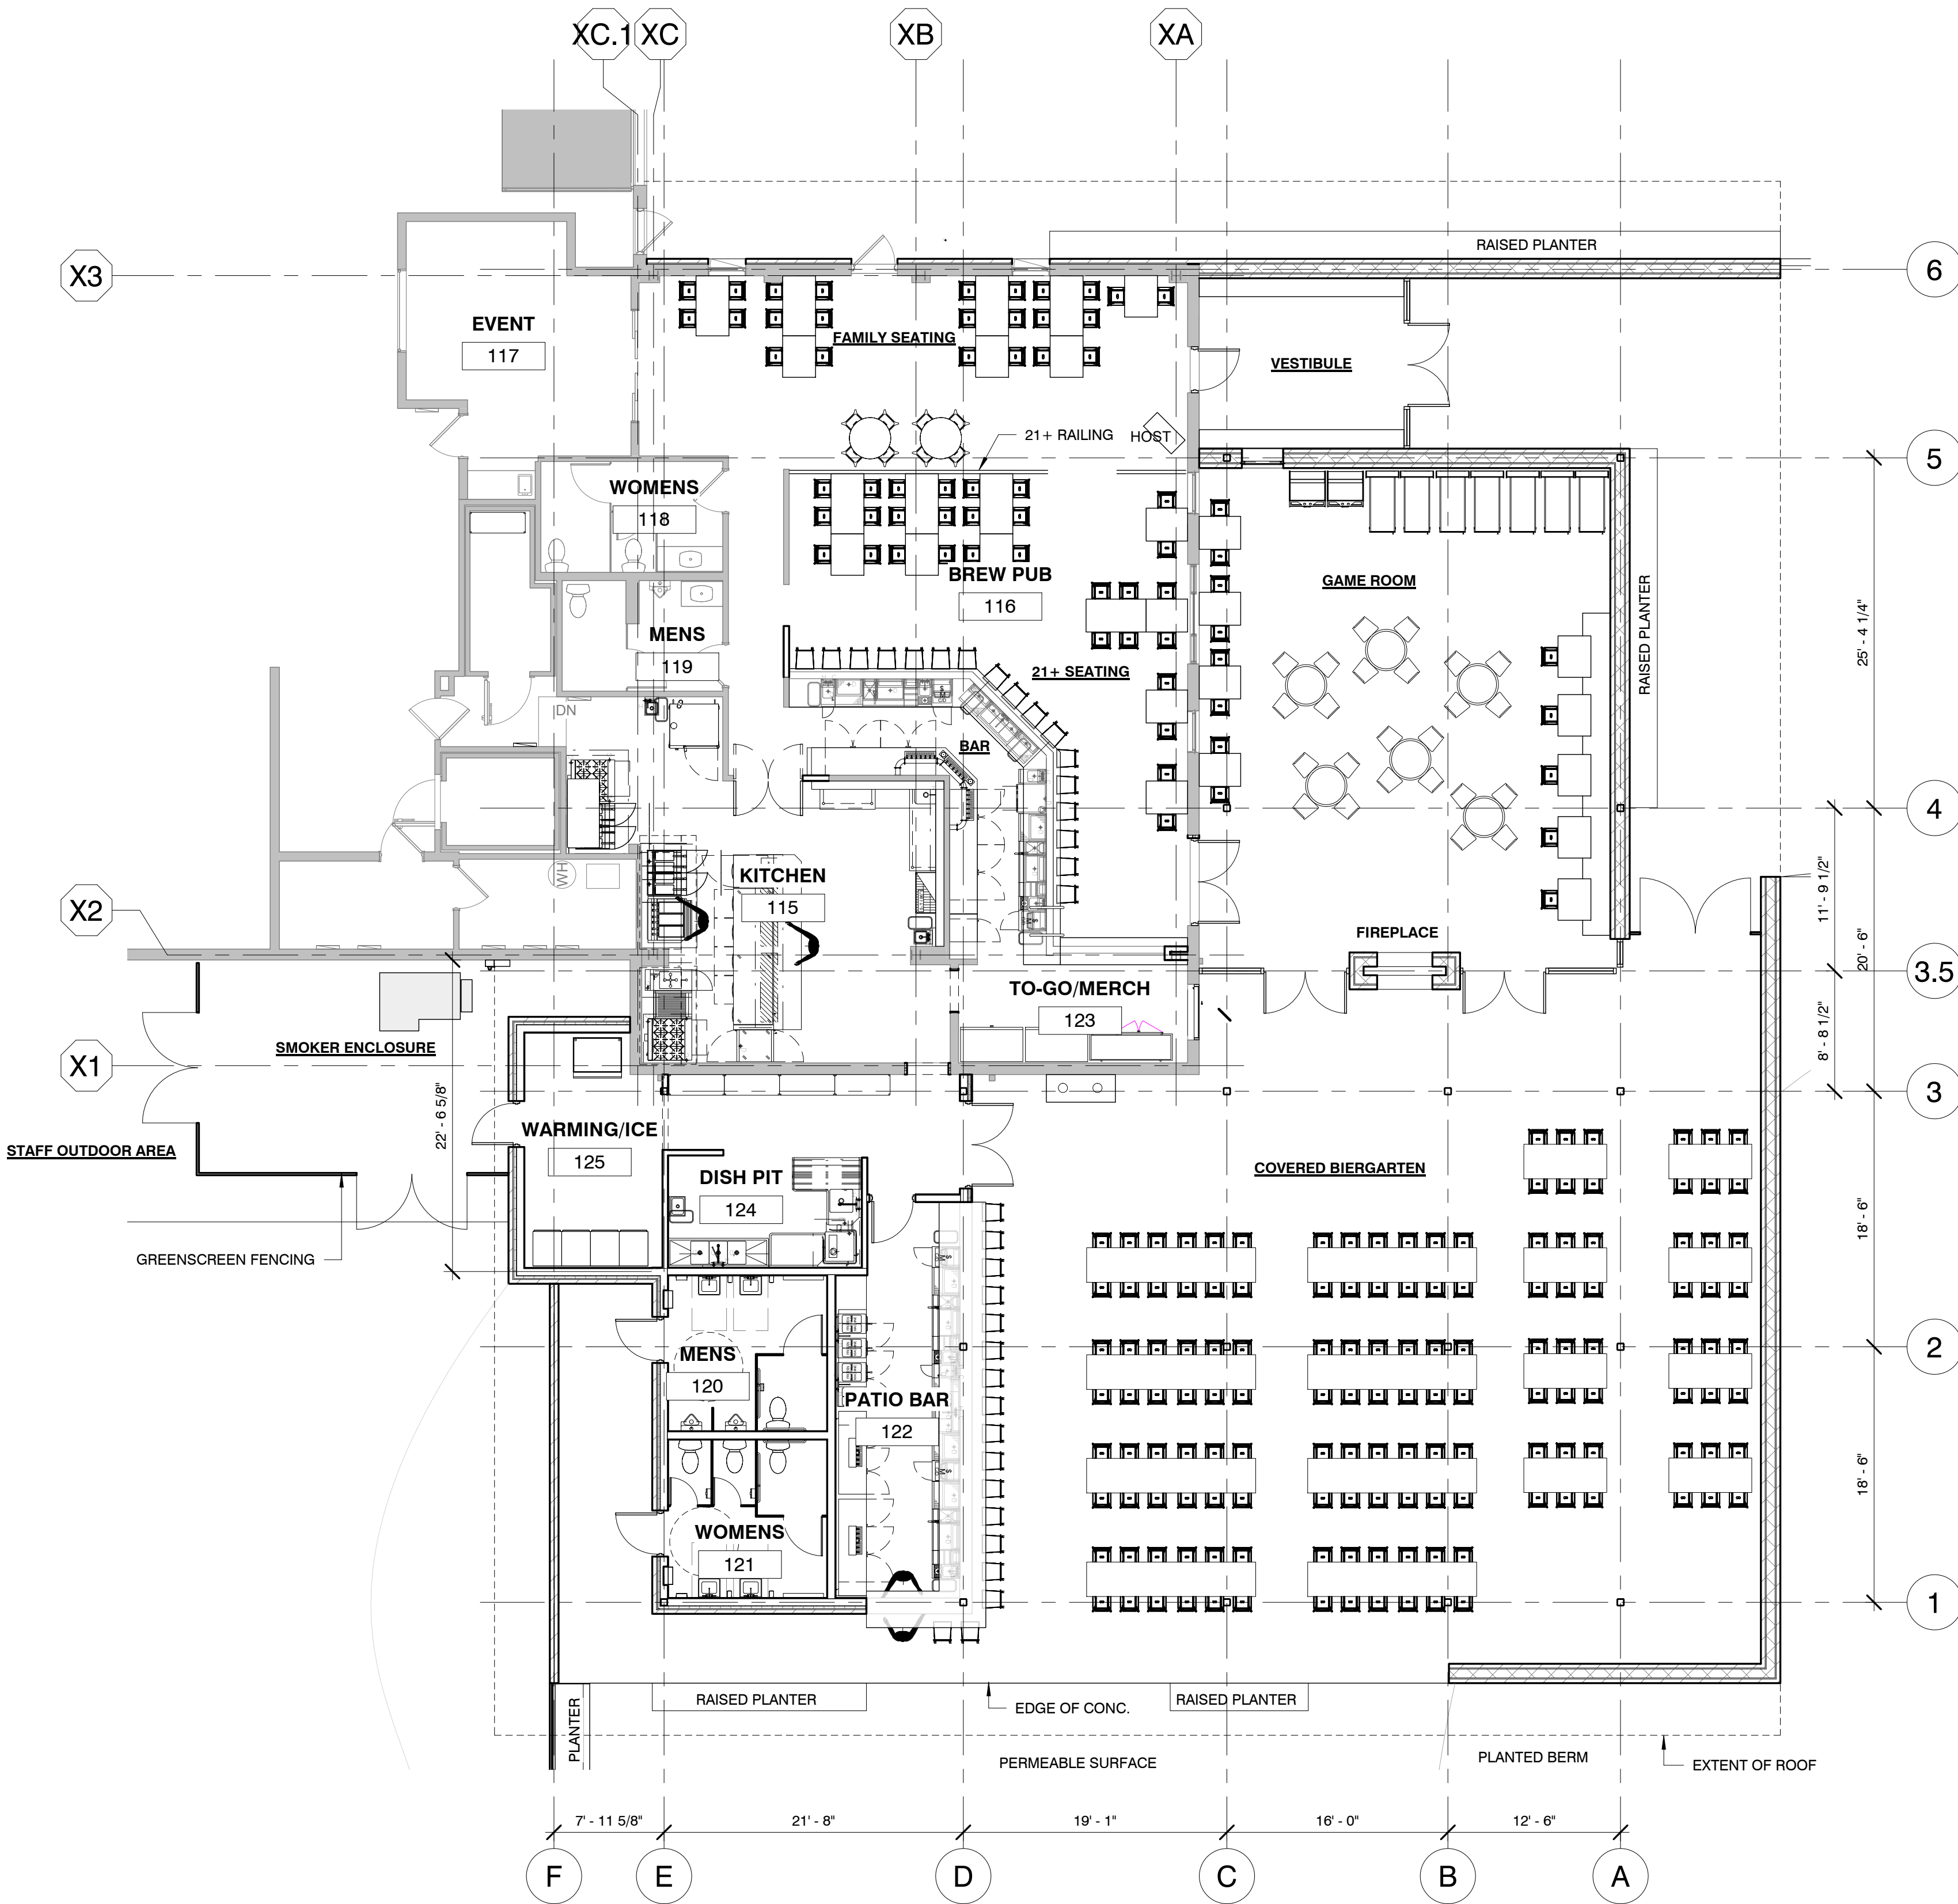 XC.1
XC
XB
XA
X3
RAISED PLANTER
6
EVENT
117
FAMILY SEATING
VESTIBULE
21+ RAILING
HOST
5
WOMENS
118
BREW PUB
116
GAME ROOM
RAISED PLANTER
25' - 4 1/4"
MENS
119
21+ SEATING
DN
BAR
4
WH
KITCHEN
115
11' - 9 1/2"
X2
FIREPLACE
20' - 6"
3.5
TO-GO/MERCH
123
SMOKER ENCLOSURE
X1
8' - 8 1/2"
3
22' - 6 5/8"
STAFF OUTDOOR AREA
WARMING/ICE
125
DISH PIT
124
COVERED BIERGARTEN
18' - 6"
GREENSCREEN FENCING
MENS
120
2
PATIO BAR
122
18' - 6"
WOMENS
121
1
PLANTER
RAISED PLANTER
EDGE OF CONC.
RAISED PLANTER
PERMEABLE SURFACE
PLANTED BERM
EXTENT OF ROOF
7' - 11 5/8"
21' - 8"
19' - 1"
16' - 0"
12' - 6"
F
E
D
C
B
A